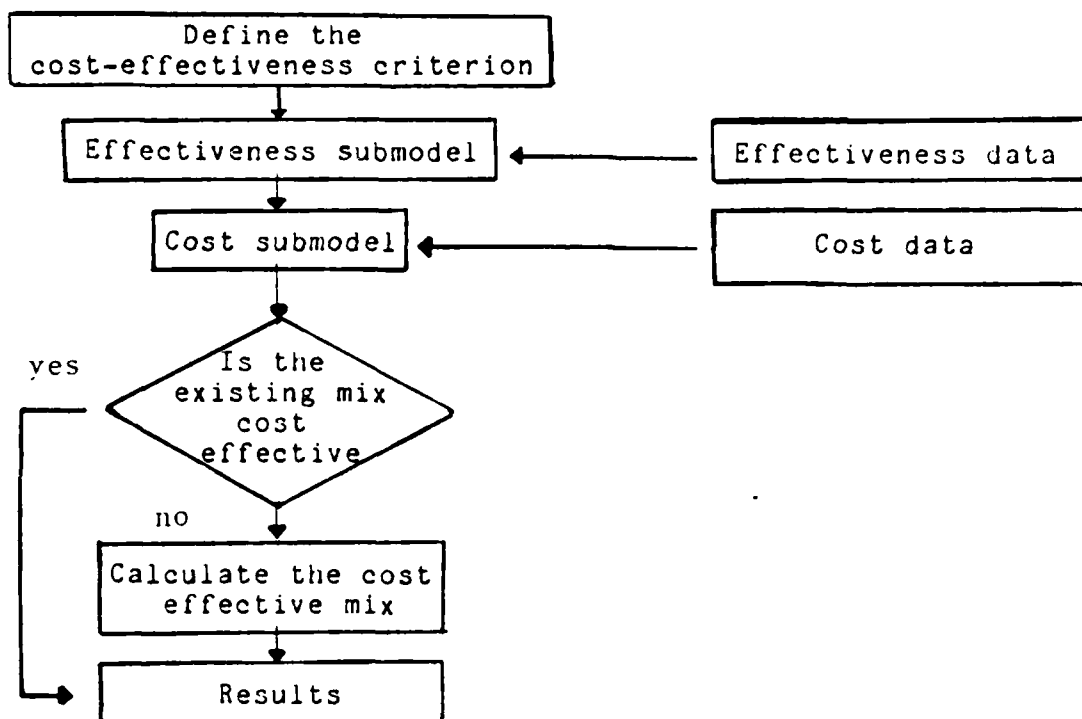 Define the
cost-effectiveness criterion
Effectiveness submodel
Effectiveness data
Cost submodel
Cost data
yes
Is the
existing mix
cost
effective
no
Calculate the cost
effective mix
Results